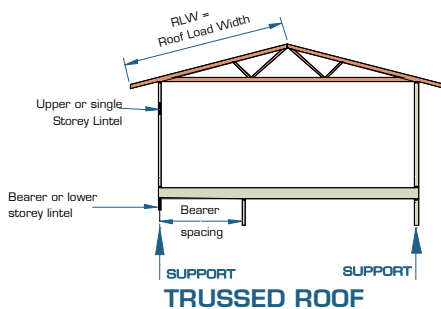 RLW =
Roof Load Width
Upper or single
Storey Lintel
Bearer or lower
storey lintel
Bearer
spacing
SUPPORT
SUPPORT
TRUSSED ROOF